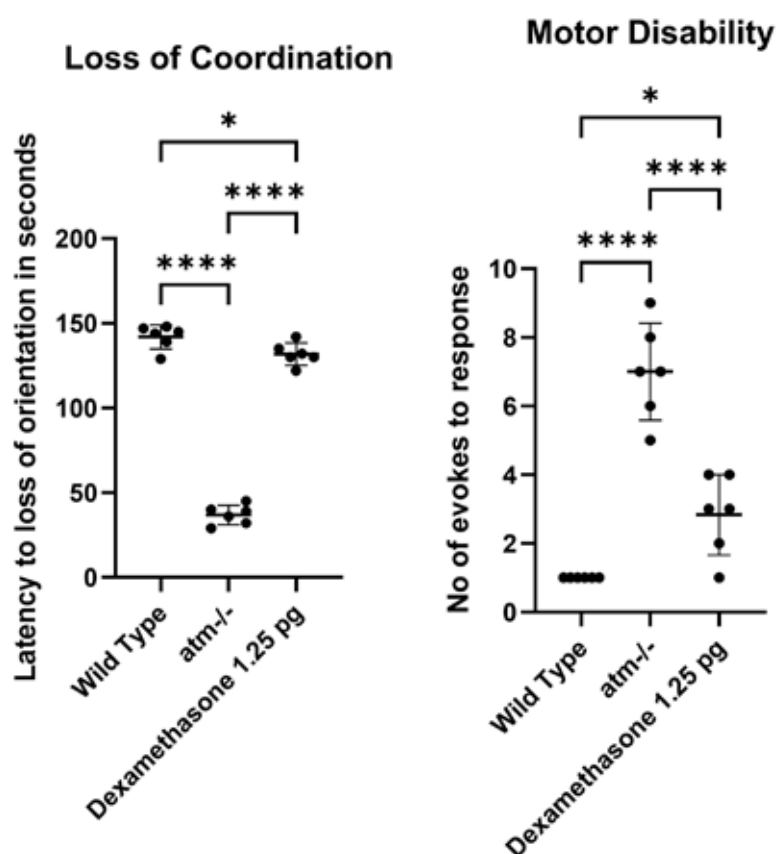 Loss of Coordination
Latency to loss of orientation in seconds
*
****
****
200
150
100
50
0
Wild Type
atm-/-
Dexamethasone 1.25 pg
Motor Disability
No of evokes to response
*
****
****
10
8
6
4
2
0
Wild Type
atm-/-
Dexamethasone 1.25 pg